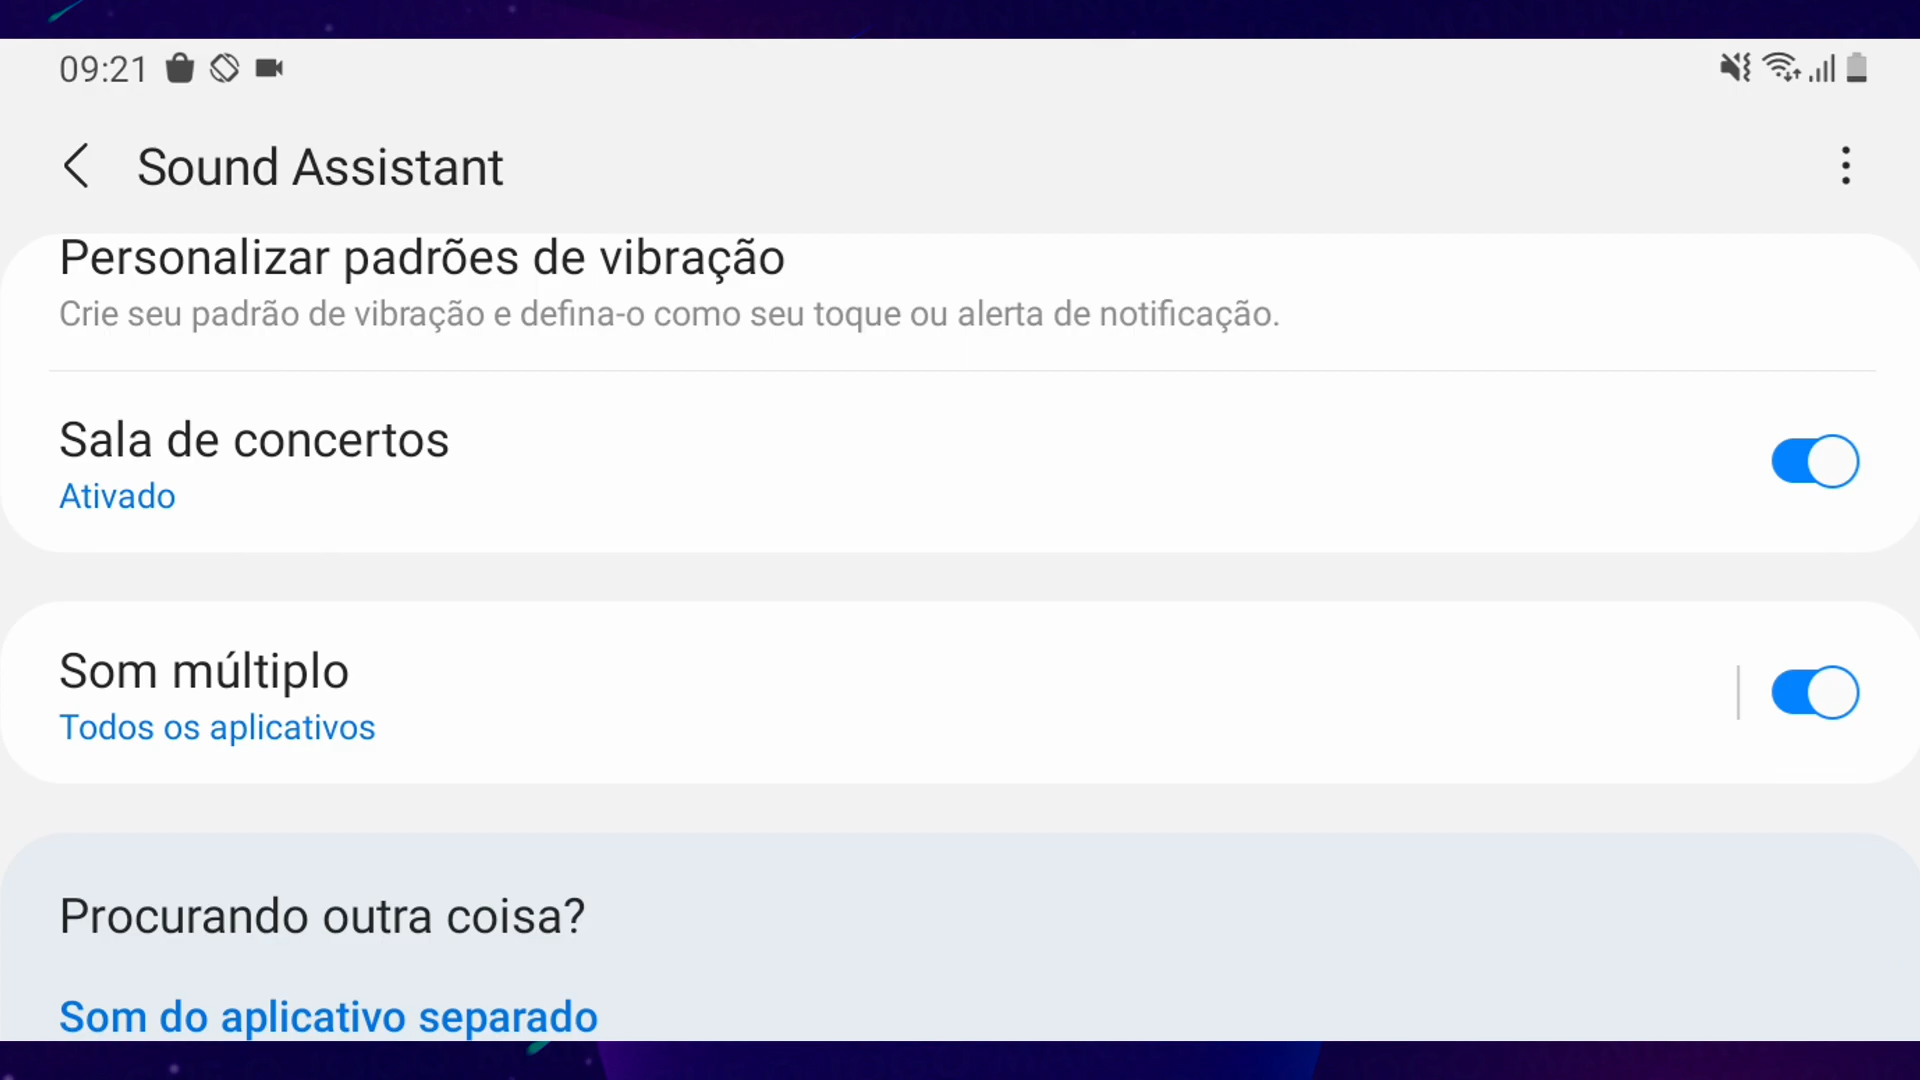 09:21
Sound Assistant
Personalizar padrões de vibração
Crie seu padrão de vibração e defina-o como seu toque ou alerta de notificação.
Sala de concertos
Ativado
Som múltiplo
Todos os aplicativos
Procurando outra coisa?
Som do aplicativo separado